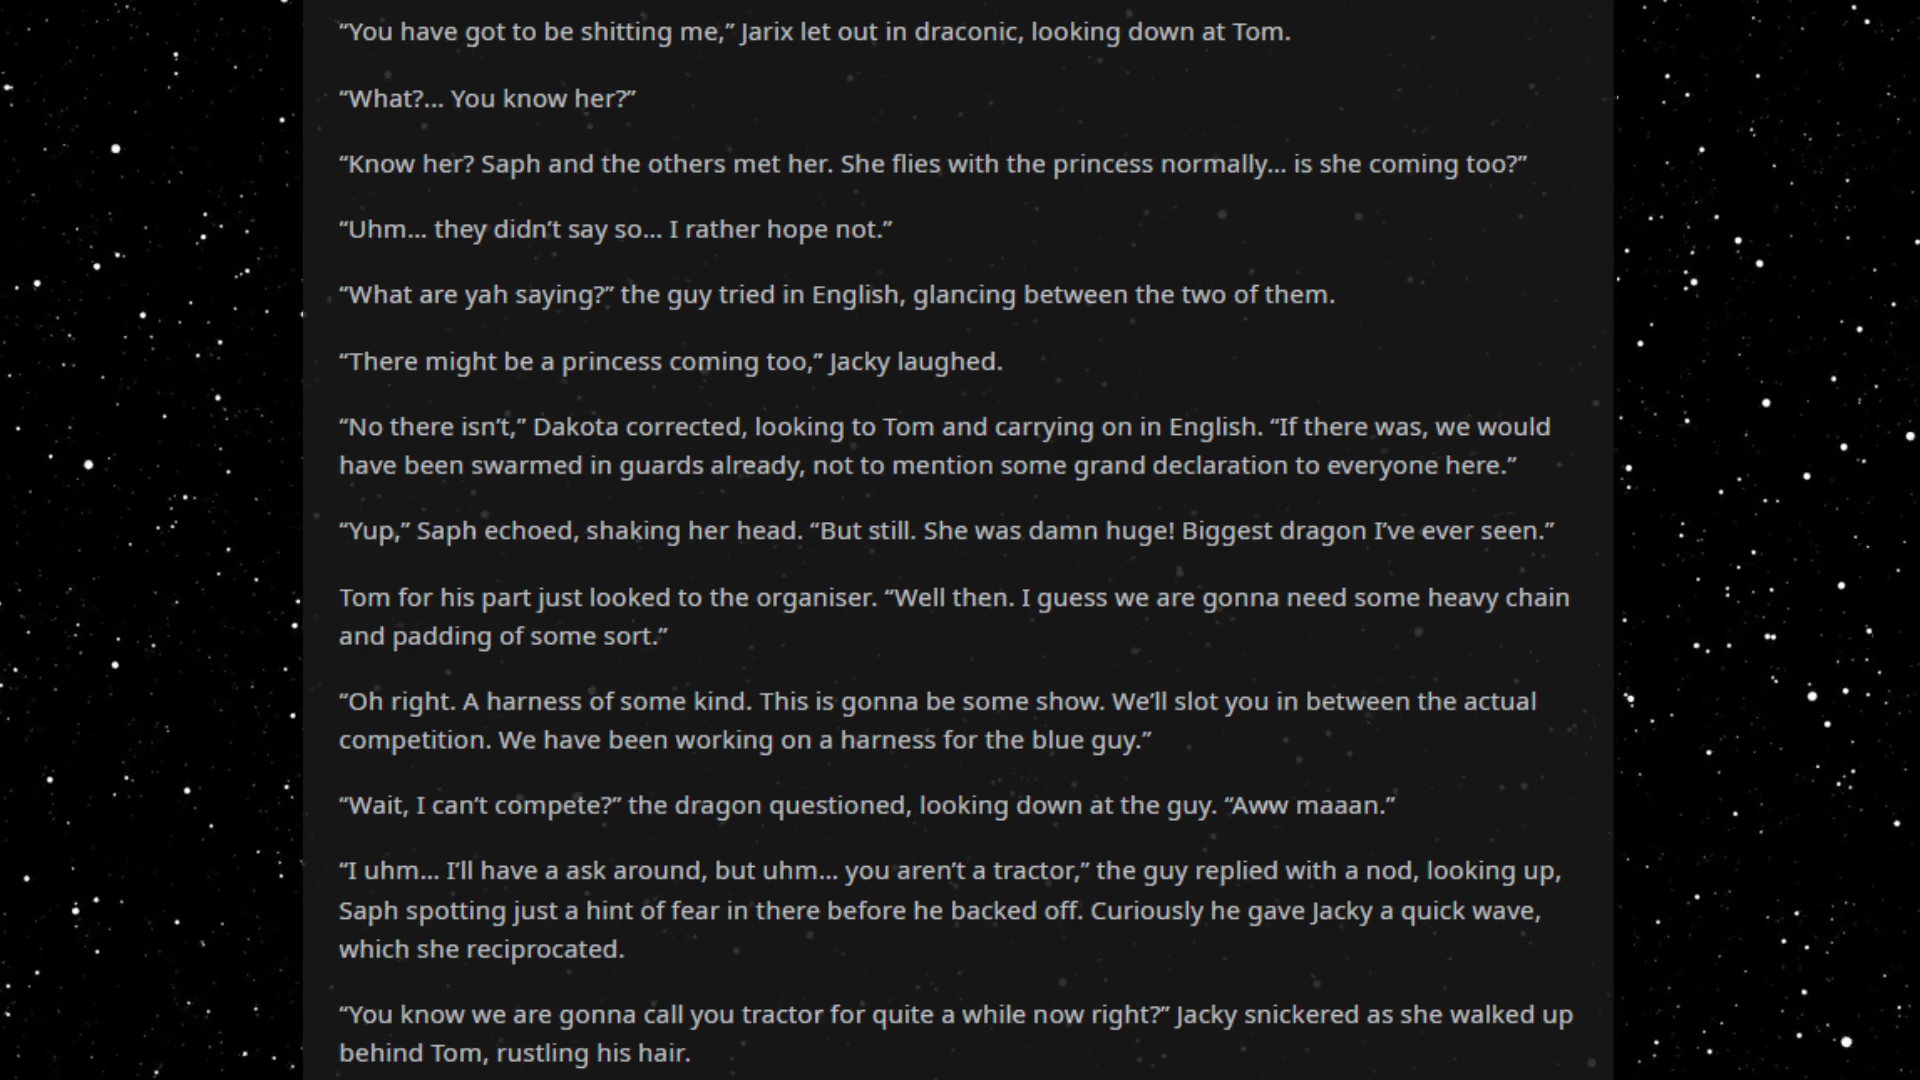 “You have got to be shitting me,” Jarix let out in draconic, looking down at Tom.
“What?... You know her?”
“Know her? Saph and the others met her. She flies with the princess normally... is she coming too?”
“Uhm... they didn’t say so... I rather hope not.”
“What are yah saying?” the guy tried in English, glancing between the two of them.
“There might be a princess coming too,” Jacky laughed.
“No there isn’t,” Dakota corrected, looking to Tom and carrying on in English. “If there was, we would
have been swarmed in guards already, not to mention some grand declaration to everyone here.”
“Yup,” Saph echoed, shaking her head. “But still. She was damn huge! Biggest dragon I’ve ever seen.”
Tom for his part just looked to the organiser. “Well then. I guess we are gonna need some heavy chain
and padding of some sort.”
“Oh right. A harness of some kind. This is gonna be some show. We’ll slot you in between the actual
competition. We have been working on a harness for the blue guy.”
“Wait, I can’t compete?” the dragon questioned, looking down at the guy. “Aww maaan.”
“I uhm... I’ll have a ask around, but uhm... you aren’t a tractor,” the guy replied with a nod, looking up,
Saph spotting just a hint of fear in there before he backed off. Curiously he gave Jacky a quick wave,
which she reciprocated.
“You know we are gonna call you tractor for quite a while now right?” Jacky snickered as she walked up
behind Tom, rustling his hair.